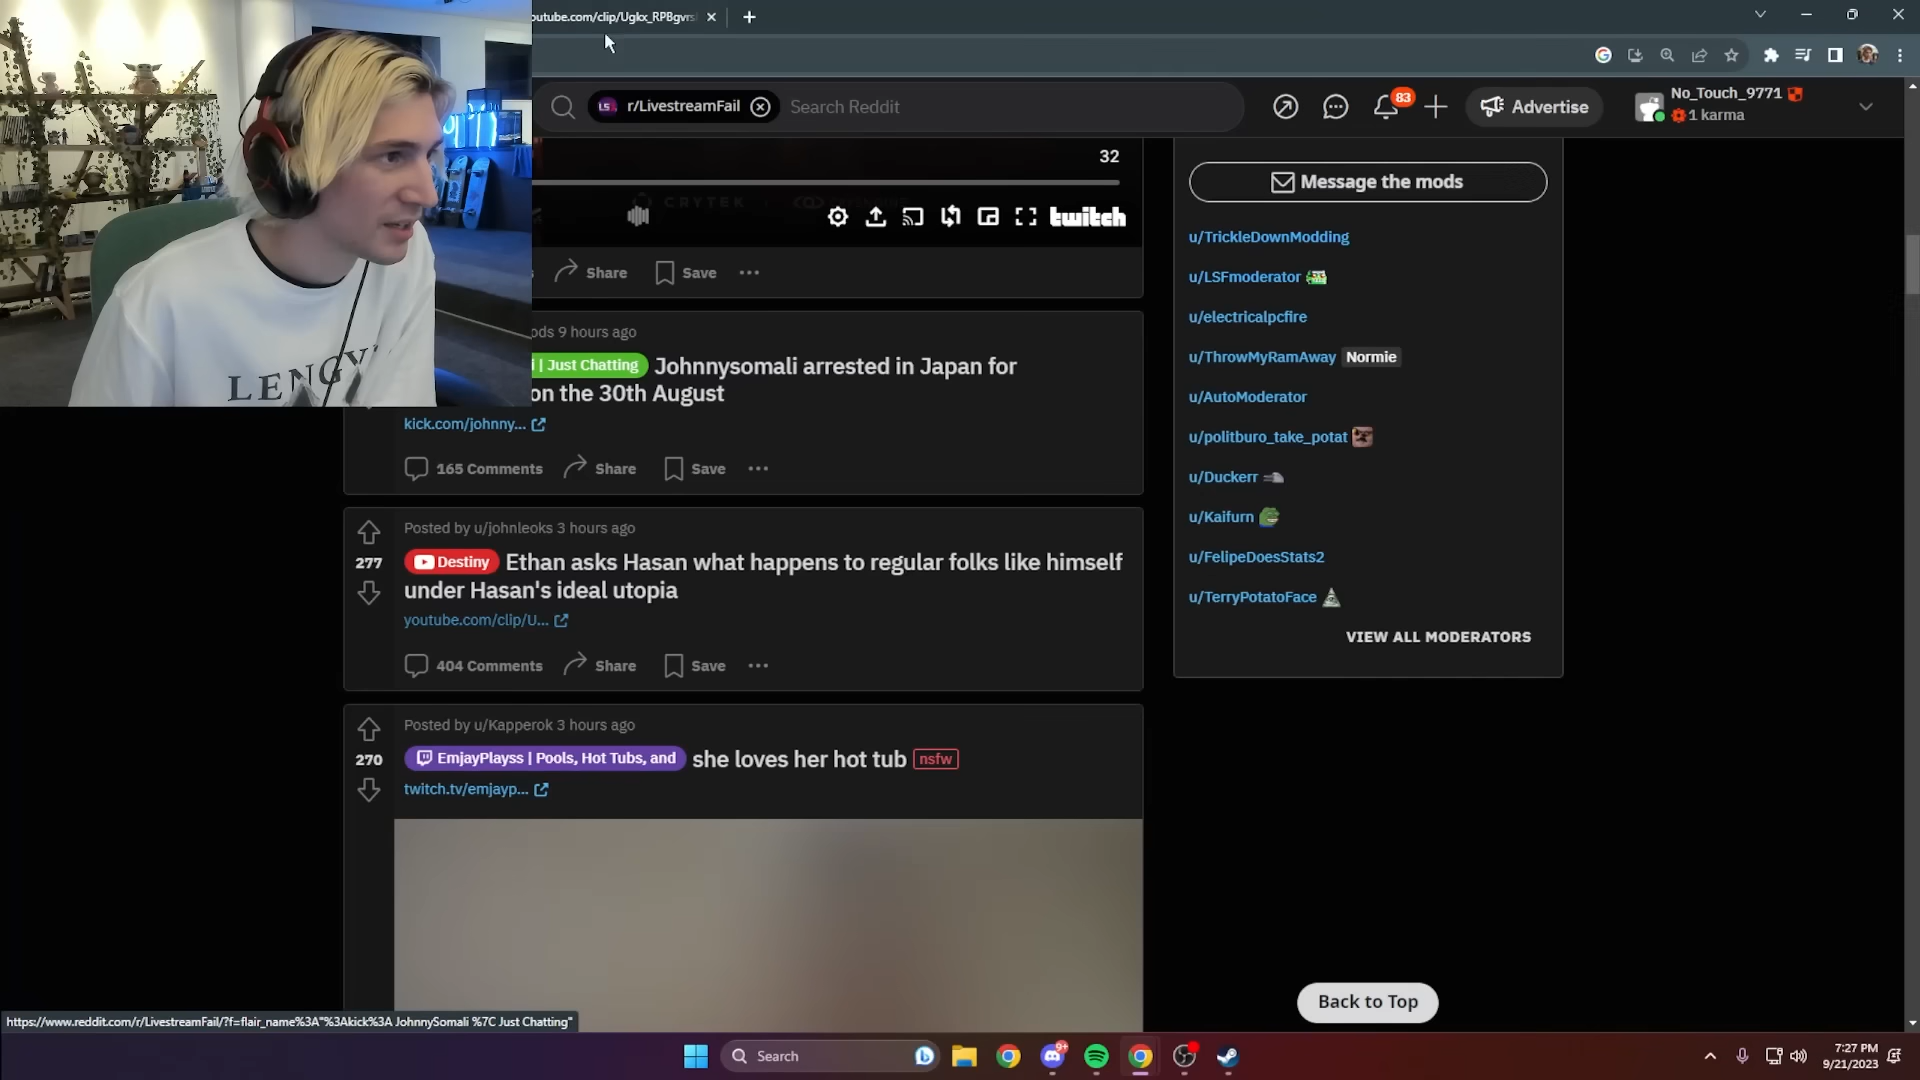 outube.com/clip/Ugkx_RPBgvrs
r/LivestreamFail
Search Reddit
83
Advertise
No_Touch_9771
1 karma
32
CRYTEK
twitch
Share
Save
Message the mods
u/TrickleDownModding
u/LSFmoderator
u/electricalpcfire
u/ThrowMyRamAway Normie
u/AutoModerator
u/politburo_take_potat
u/Duckerr
u/Kaifurn
u/FelipeDoesStats2
u/TerryPotatoFace
VIEW ALL MODERATORS
ods 9 hours ago
i | Just Chatting Johnnysomali arrested in Japan for
on the 30th August
kick.com/johnny...
165 Comments Share Save
Posted by u/johnleoks 3 hours ago
277
Destiny Ethan asks Hasan what happens to regular folks like himself
under Hasan's ideal utopia
youtube.com/clip/U...
404 Comments Share Save
Posted by u/Kapperok 3 hours ago
270
EmjayPlayss | Pools, Hot Tubs, and she loves her hot tub nsfw
twitch.tv/emjayp...
Back to Top
https://www.reddit.com/r/LivestreamFail/?f=flair_name%3A"%3Akick%3A JohnnySomali %7C Just Chatting"
Search
9+
7:27 PM
9/21/2023